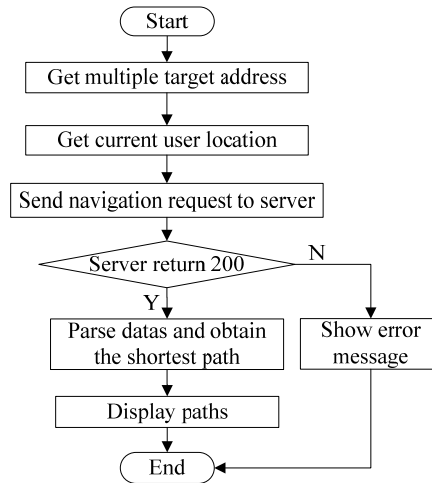 Start
Get multiple target address
Get current user location
Send navigation request to server
Server return 200
N
Y
Parse datas and obtain
the shortest path
Show error
message
Display paths
End